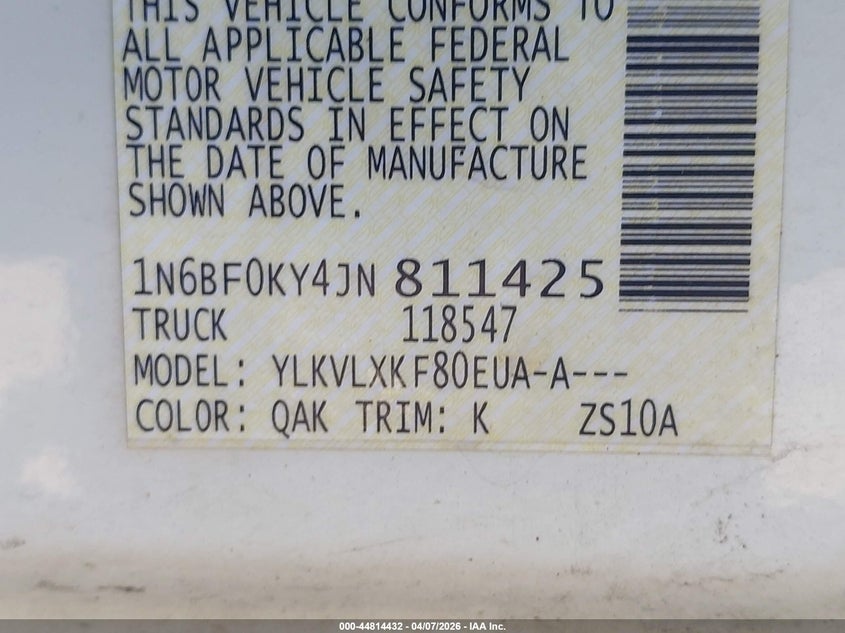 THIS VEHICLE CONFORMS TO
ALL APPLICABLE FEDERAL
MOTOR VEHICLE SAFETY
STANDARDS IN EFFECT ON
THE DATE OF MANUFACTURE
SHOWN ABOVE.
1N6BF0KY4JN 811425
TRUCK 118547
MODEL: YLKVLXKF80EUA-A---
COLOR: QAK TRIM: K ZS10A
000-44814432 - 04/07/2026 - IAA Inc.